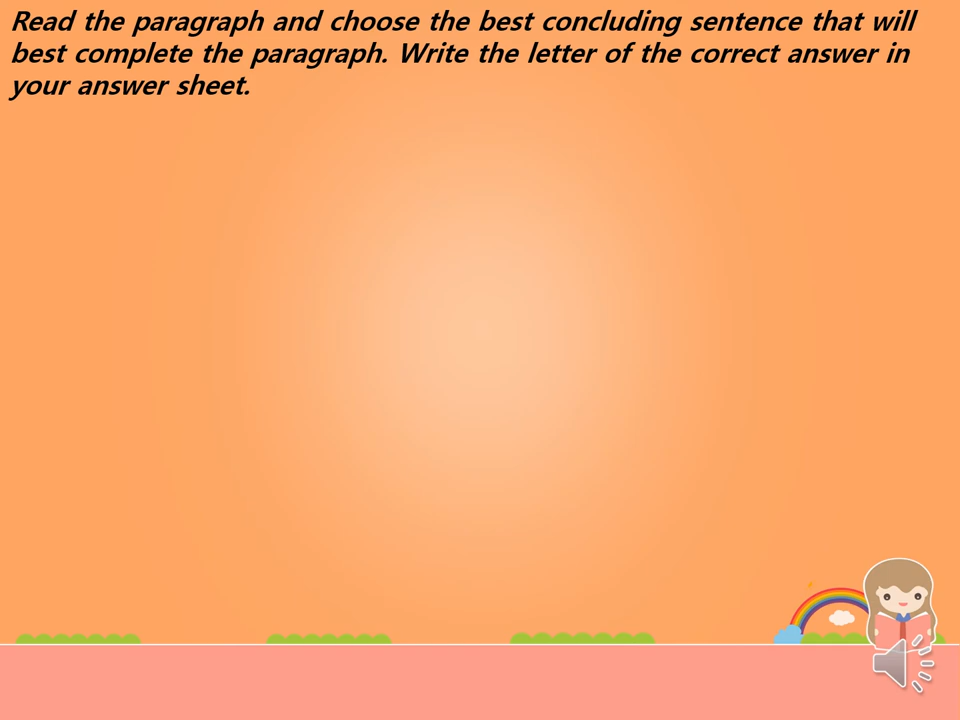 Read the paragraph and choose the best concluding sentence that will
best complete the paragraph. Write the letter of the correct answer in
your answer sheet.